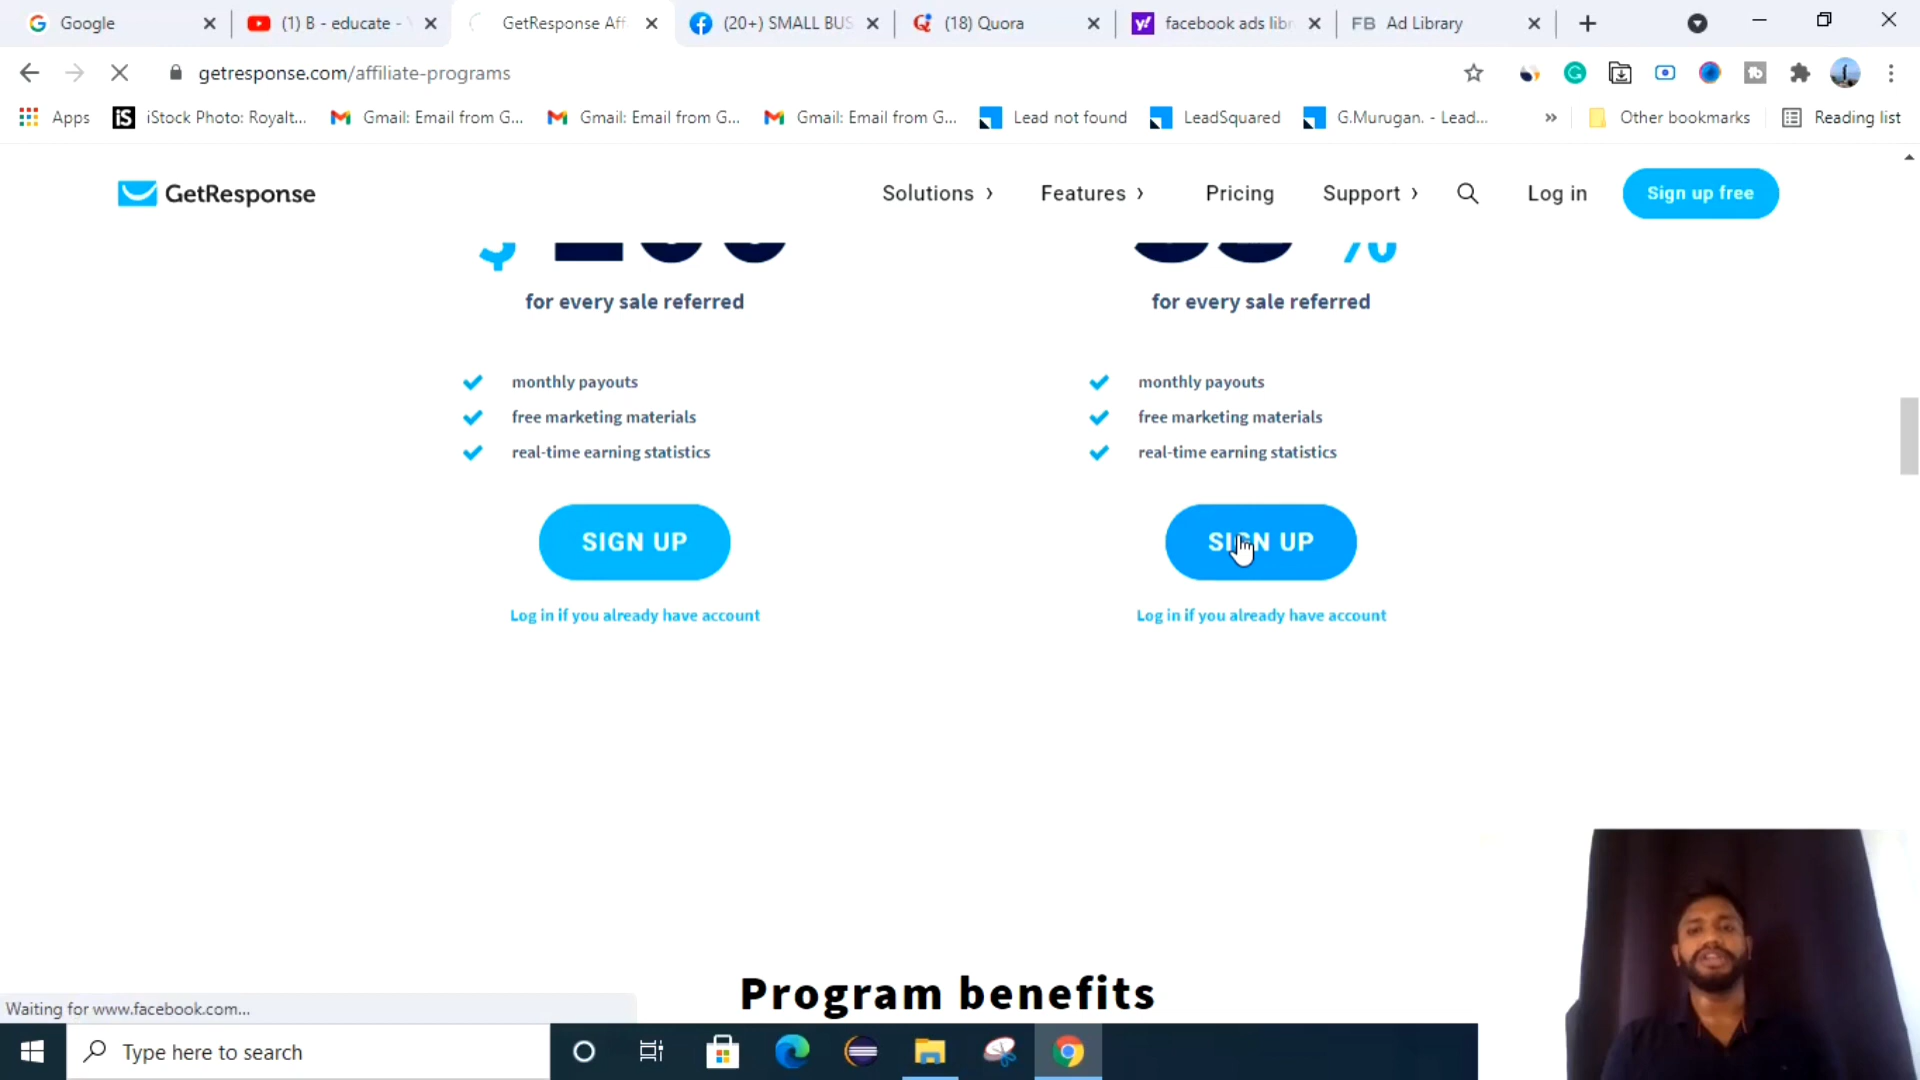 Google
(1) B - educate -
GetResponse Aff
(20+) SMALL BUS
(18) Quora
facebook ads libr
FB Ad Library
getresponse.com/affiliate-programs
Apps
iS iStock Photo: Royalt...
Gmail: Email from G...
Gmail: Email from G...
Gmail: Email from G...
Lead not found
LeadSquared
G.Murugan. - Lead...
» Other bookmarks
Reading list
GetResponse
Solutions ›
Features ›
Pricing
Support ›
Log in
Sign up free
for every sale referred
monthly payouts
free marketing materials
real-time earning statistics
SIGN UP
Log in if you already have account
for every sale referred
monthly payouts
free marketing materials
real-time earning statistics
SIGN UP
Log in if you already have account
Program benefits
Waiting for www.facebook.com...
Type here to search